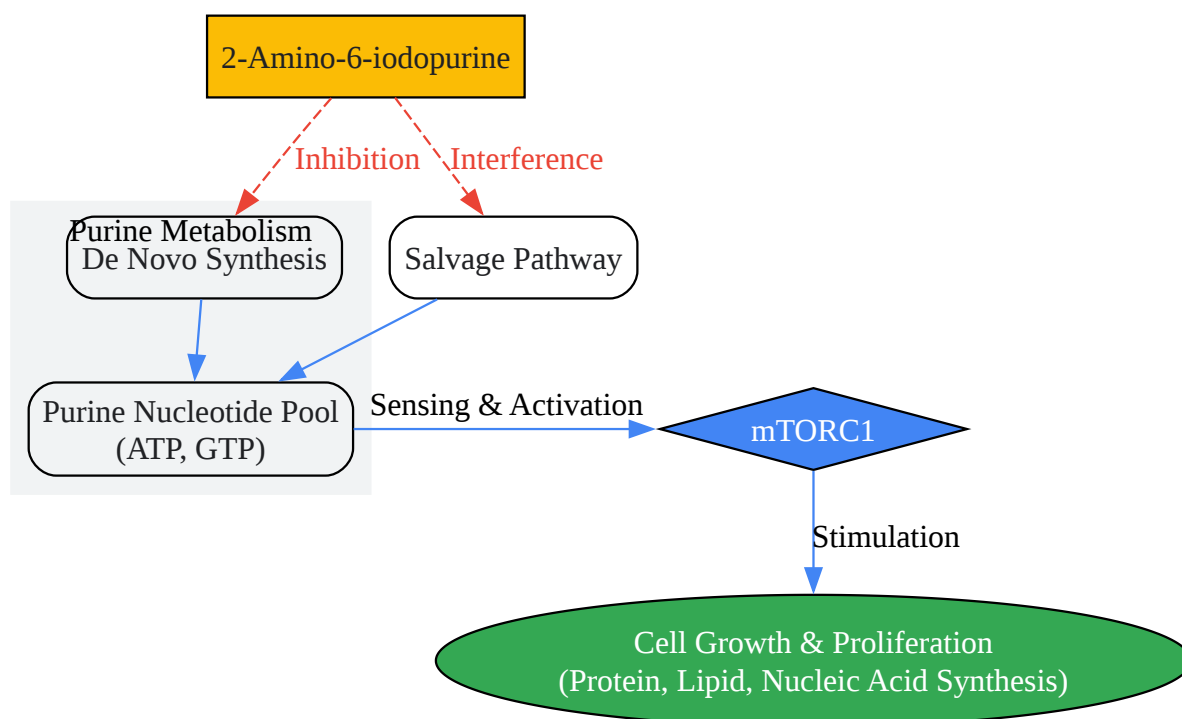 2-Amino-6-iodopurine
Inhibition
Interference
Purine Metabolism
De Novo Synthesis
Salvage Pathway
Purine Nucleotide Pool
(ATP, GTP)
Sensing & Activation
mTORC1
Stimulation
Cell Growth & Proliferation
(Protein, Lipid, Nucleic Acid Synthesis)